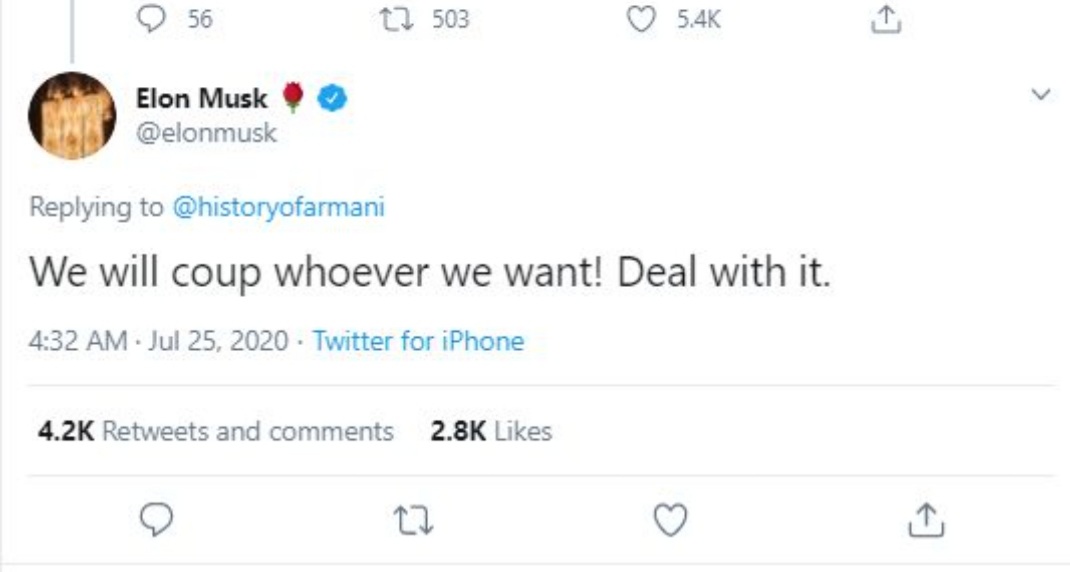 56 503 5.4K
Elon Musk 🌹
@elonmusk
Replying to @historyofarmani
We will coup whoever we want! Deal with it.
4:32 AM · Jul 25, 2020 · Twitter for iPhone
4.2K Retweets and comments 2.8K Likes